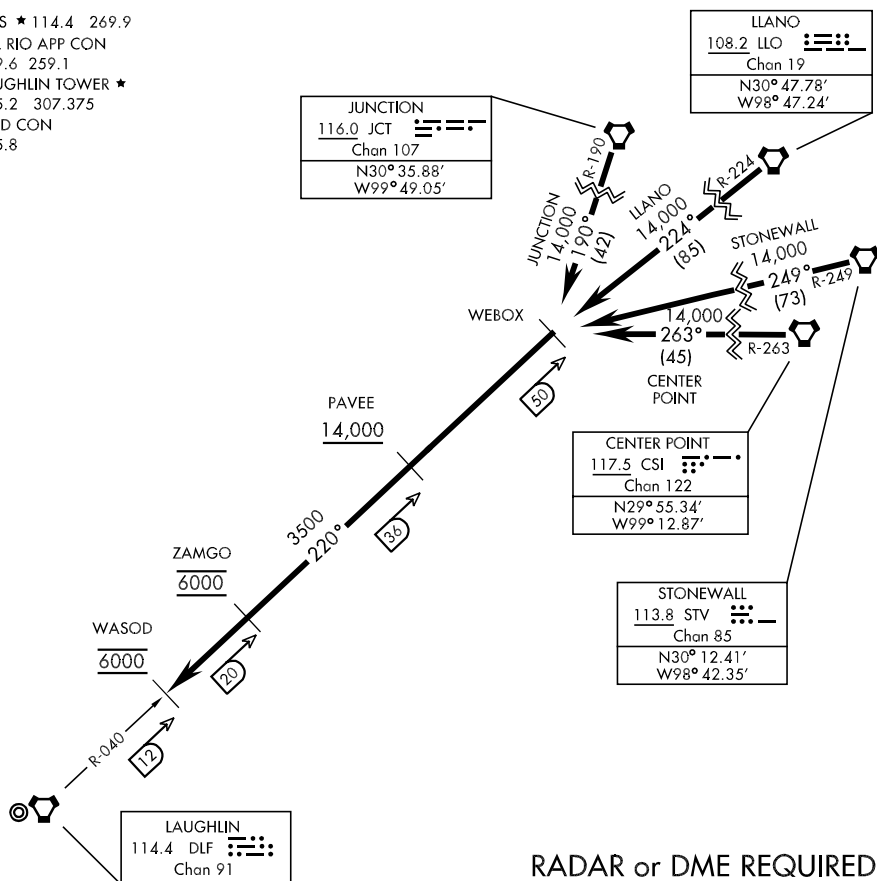 S ★ 114.4 269.9
RIO APP CON
.6 259.1
UGHLIN TOWER ★
.2 307.375
D CON
5.8
LLANO
108.2 LLO
Chan 19
N30° 47.78'
W98° 47.24'
JUNCTION
116.0 JCT
Chan 107
N30° 35.88'
W99° 49.05'
R-190
R-224
JUNCTION
14,000
190°
(42)
LLANO
14,000
224°
(85)
STONEWALL
14,000
249°
(73)
R-249
WEBOX
14,000
263°
(45)
R-263
CENTER
POINT
50
PAVEE
14,000
36
CENTER POINT
117.5 CSI
Chan 122
N29° 55.34'
W99° 12.87'
3500
220°
ZAMGO
6000
20
STONEWALL
113.8 STV
Chan 85
N30° 12.41'
W98° 42.35'
WASOD
6000
12
R-040
LAUGHLIN
114.4 DLF
Chan 91
RADAR or DME REQUIRED